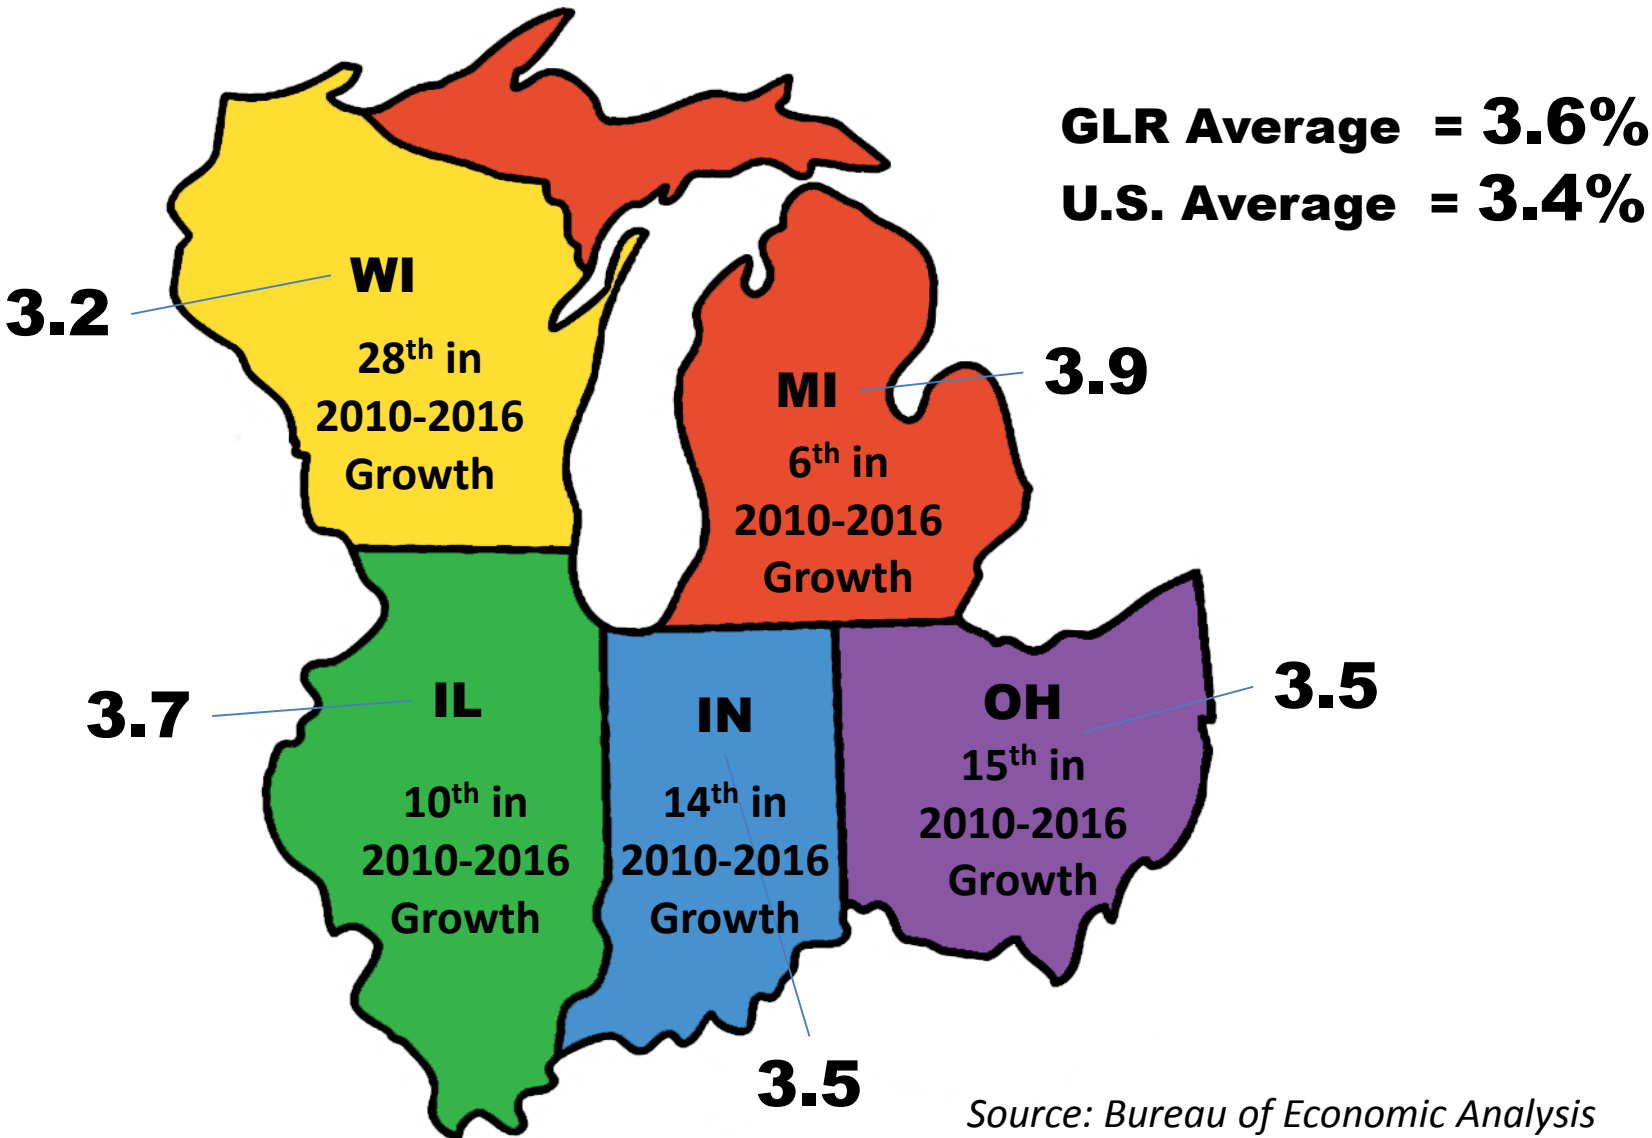 GLR Average = 3.6%
U.S. Average = 3.4%
WI
3.2
28th in
2010-2016
Growth
MI
3.9
6th in
2010-2016
Growth
IL
3.7
10th in
2010-2016
Growth
IN
14th in
2010-2016
Growth
3.5
OH
3.5
15th in
2010-2016
Growth
Source: Bureau of Economic Analysis